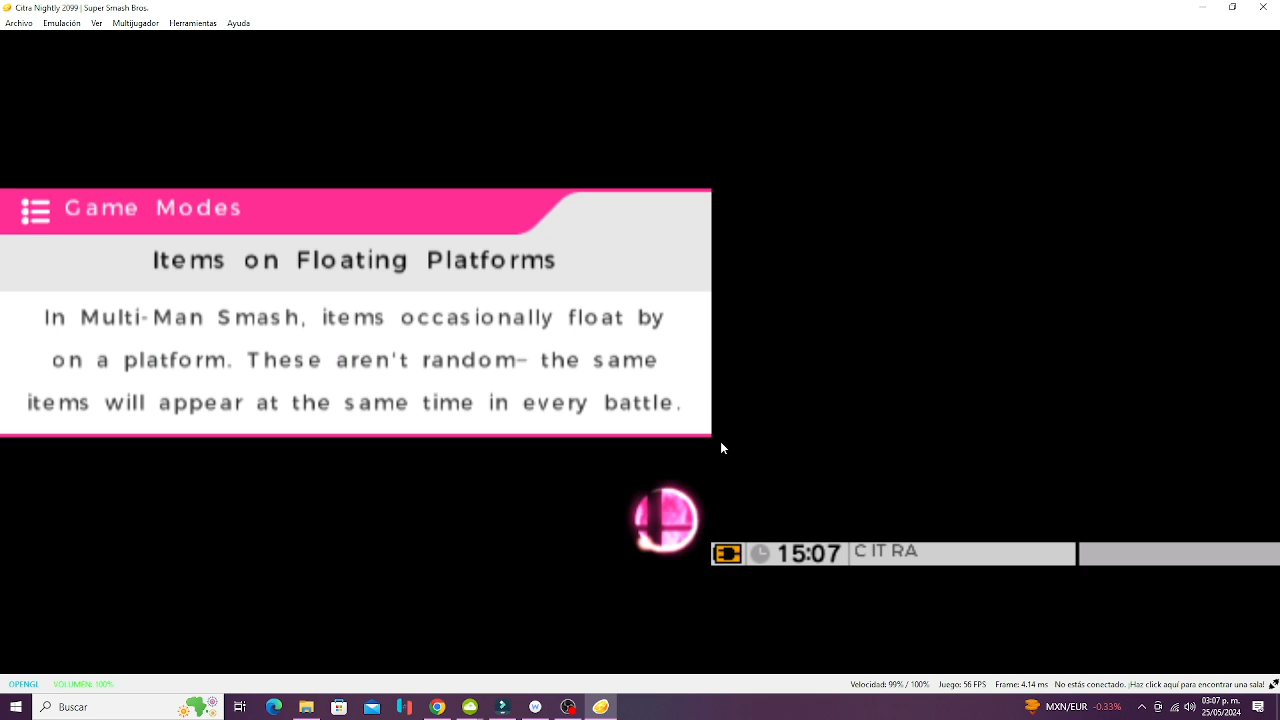 Citra Nightly 2099 | Super Smash Bros.
Archivo Emulación Ver Multijugador Herramientas Ayuda
Game Modes
Items on Floating Platforms
In Multi-Man Smash, items occasionally float by
on a platform. These aren't random— the same
items will appear at the same time in every battle.
15:07 CITRA
OPENGL VOLUMEN: 100% Velocidad: 99% / 100% Juego: 56 FPS Frame: 4.14 ms No estás conectado. ¡Haz click aquí para encontrar una sala!
Buscar MXN/EUR -0.33% 03:07 p. m.
15/05/2024